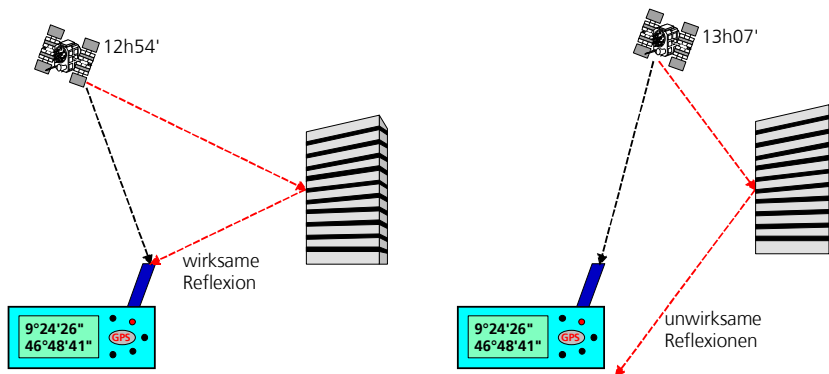 12h54'
wirksame
Reflexion
9°24'26"
46°48'41"
GPS
13h07'
unwirksame
Reflexionen
9°24'26"
46°48'41"
GPS